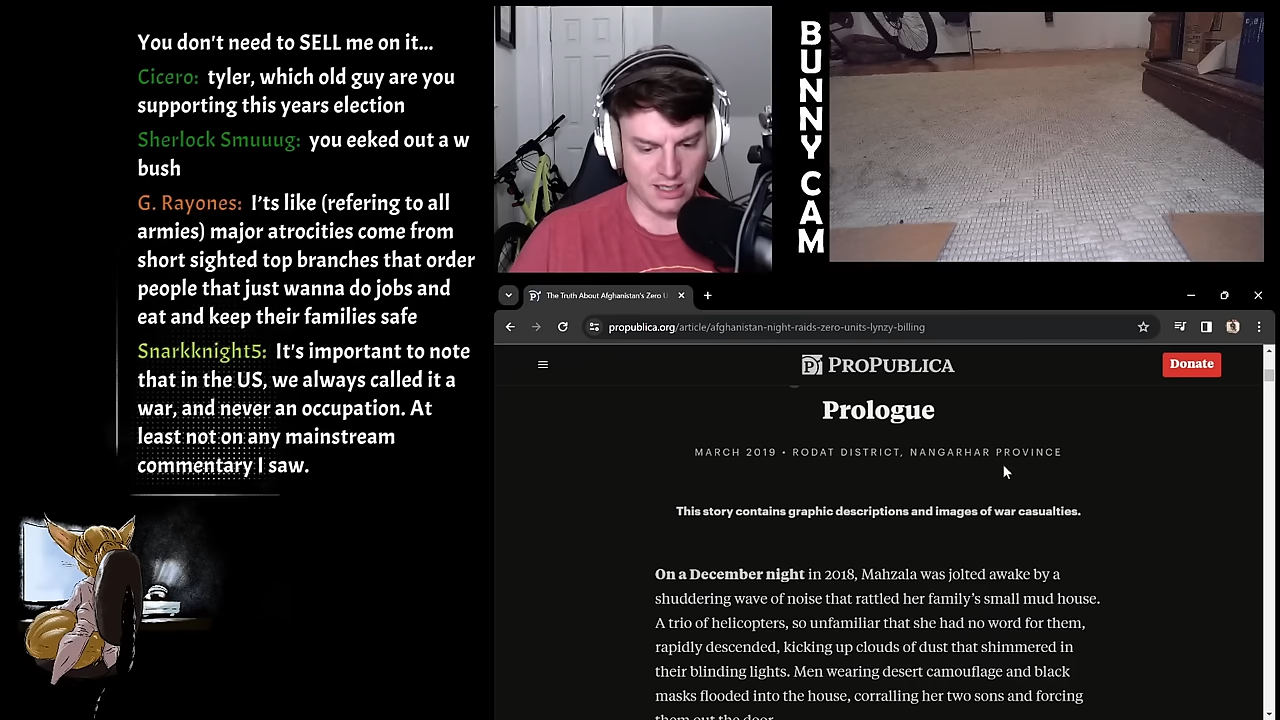 You don't need to SELL me on it...
Cicero: tyler, which old guy are you
supporting this years election
Sherlock Smuuug: you eeked out a w
bush
G. Rayones: I'ts like (refering to all
armies) major atrocities come from
short sighted top branches that order
people that just wanna do jobs and
eat and keep their families safe
Snarkknight5: It's important to note
that in the US, we always called it a
war, and never an occupation. At
least not on any mainstream
commentary I saw.
BUNNY CAM
The Truth About Afghanistan's Zero U
propublica.org/article/afghanistan-night-raids-zero-units-lynzy-billing
PROPUBLICA
Donate
Prologue
MARCH 2019 • RODAT DISTRICT, NANGARHAR PROVINCE
This story contains graphic descriptions and images of war casualties.
On a December night in 2018, Mahzala was jolted awake by a
shuddering wave of noise that rattled her family's small mud house.
A trio of helicopters, so unfamiliar that she had no word for them,
rapidly descended, kicking up clouds of dust that shimmered in
their blinding lights. Men wearing desert camouflage and black
masks flooded into the house, corralling her two sons and forcing
them out the door.